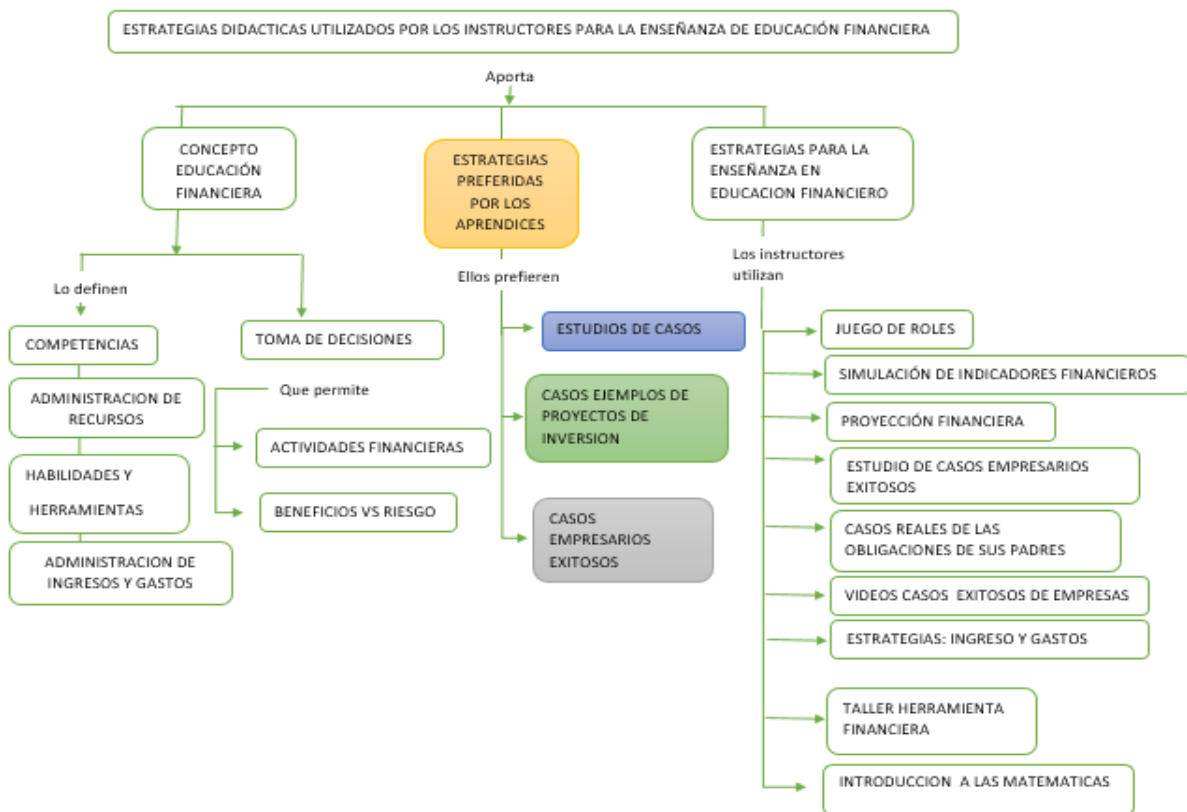 ESTRATEGIAS DIDACTICAS UTILIZADOS POR LOS INSTRUCTORES PARA LA ENSEÑANZA DE EDUCACIÓN FINANCIERA
Aporta
CONCEPTO
EDUCACIÓN
FINANCIERA
Lo definen
COMPETENCIAS
ADMINISTRACION DE
RECURSOS
HABILIDADES Y
HERRAMIENTAS
ADMINISTRACION DE
INGRESOS Y GASTOS
TOMA DE DECISIONES
Que permite
ACTIVIDADES FINANCIERAS
BENEFICIOS VS RIESGO
ESTRATEGIAS
PREFERIDAS
POR LOS
APRENDICES
Ellos prefieren
ESTUDIOS DE CASOS
CASOS EJEMPLOS DE
PROYECTOS DE
INVERSION
CASOS
EMPRESARIOS
EXITOSOS
ESTRATEGIAS PARA LA
ENSEÑANZA EN
EDUCACION FINANCIERO
Los instructores
utilizan
JUEGO DE ROLES
SIMULACIÓN DE INDICADORES FINANCIEROS
PROYECCIÓN FINANCIERA
ESTUDIO DE CASOS EMPRESARIOS
EXITOSOS
CASOS REALES DE LAS
OBLIGACIONES DE SUS PADRES
VIDEOS CASOS EXITOSOS DE EMPRESAS
ESTRATEGIAS: INGRESO Y GASTOS
TALLER HERRAMIENTA
FINANCIERA
INTRODUCCION A LAS MATEMATICAS